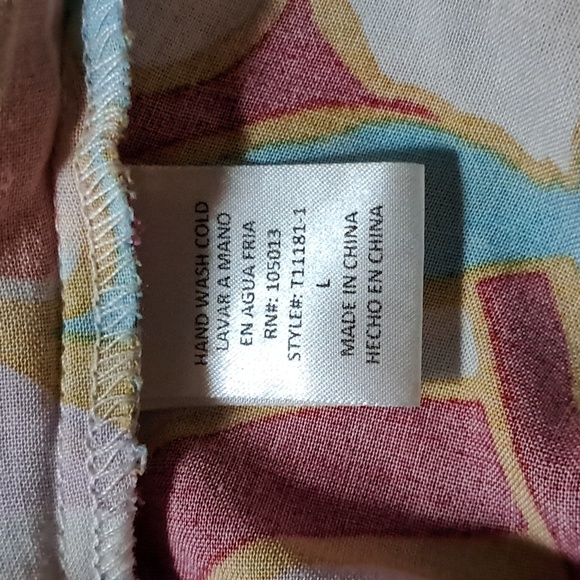 HAND WASH COLD
LAVAR A MANO
EN AGUA FRIA
RN#: 105013
STYLE#: T11181-1
L
MADE IN CHINA
HECHO EN CHINA